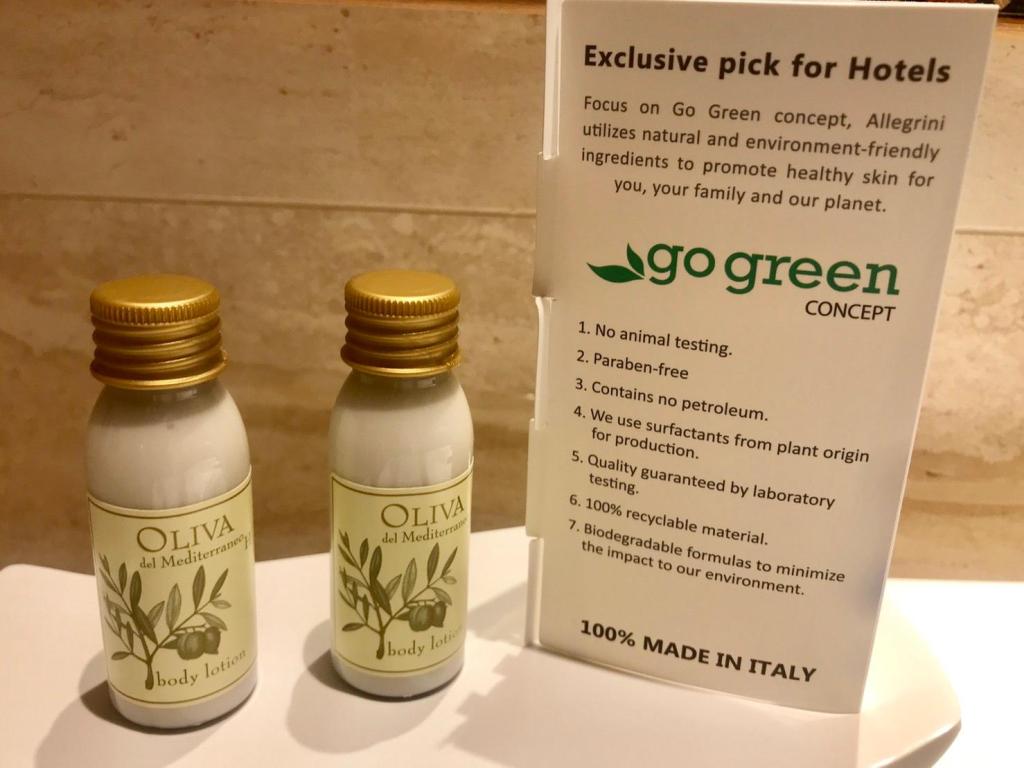 OLIVA
del Mediterraneo
body lotion
OLIVA
del Mediterraneo
body lotion
Exclusive pick for Hotels
Focus on Go Green concept, Allegrini
utilizes natural and environment-friendly
ingredients to promote healthy skin for
you, your family and our planet.
go green
CONCEPT
1. No animal testing.
2. Paraben-free
3. Contains no petroleum.
4. We use surfactants from plant origin
for production.
5. Quality guaranteed by laboratory
testing.
6. 100% recyclable material.
7. Biodegradable formulas to minimize
the impact to our environment.
100% MADE IN ITALY